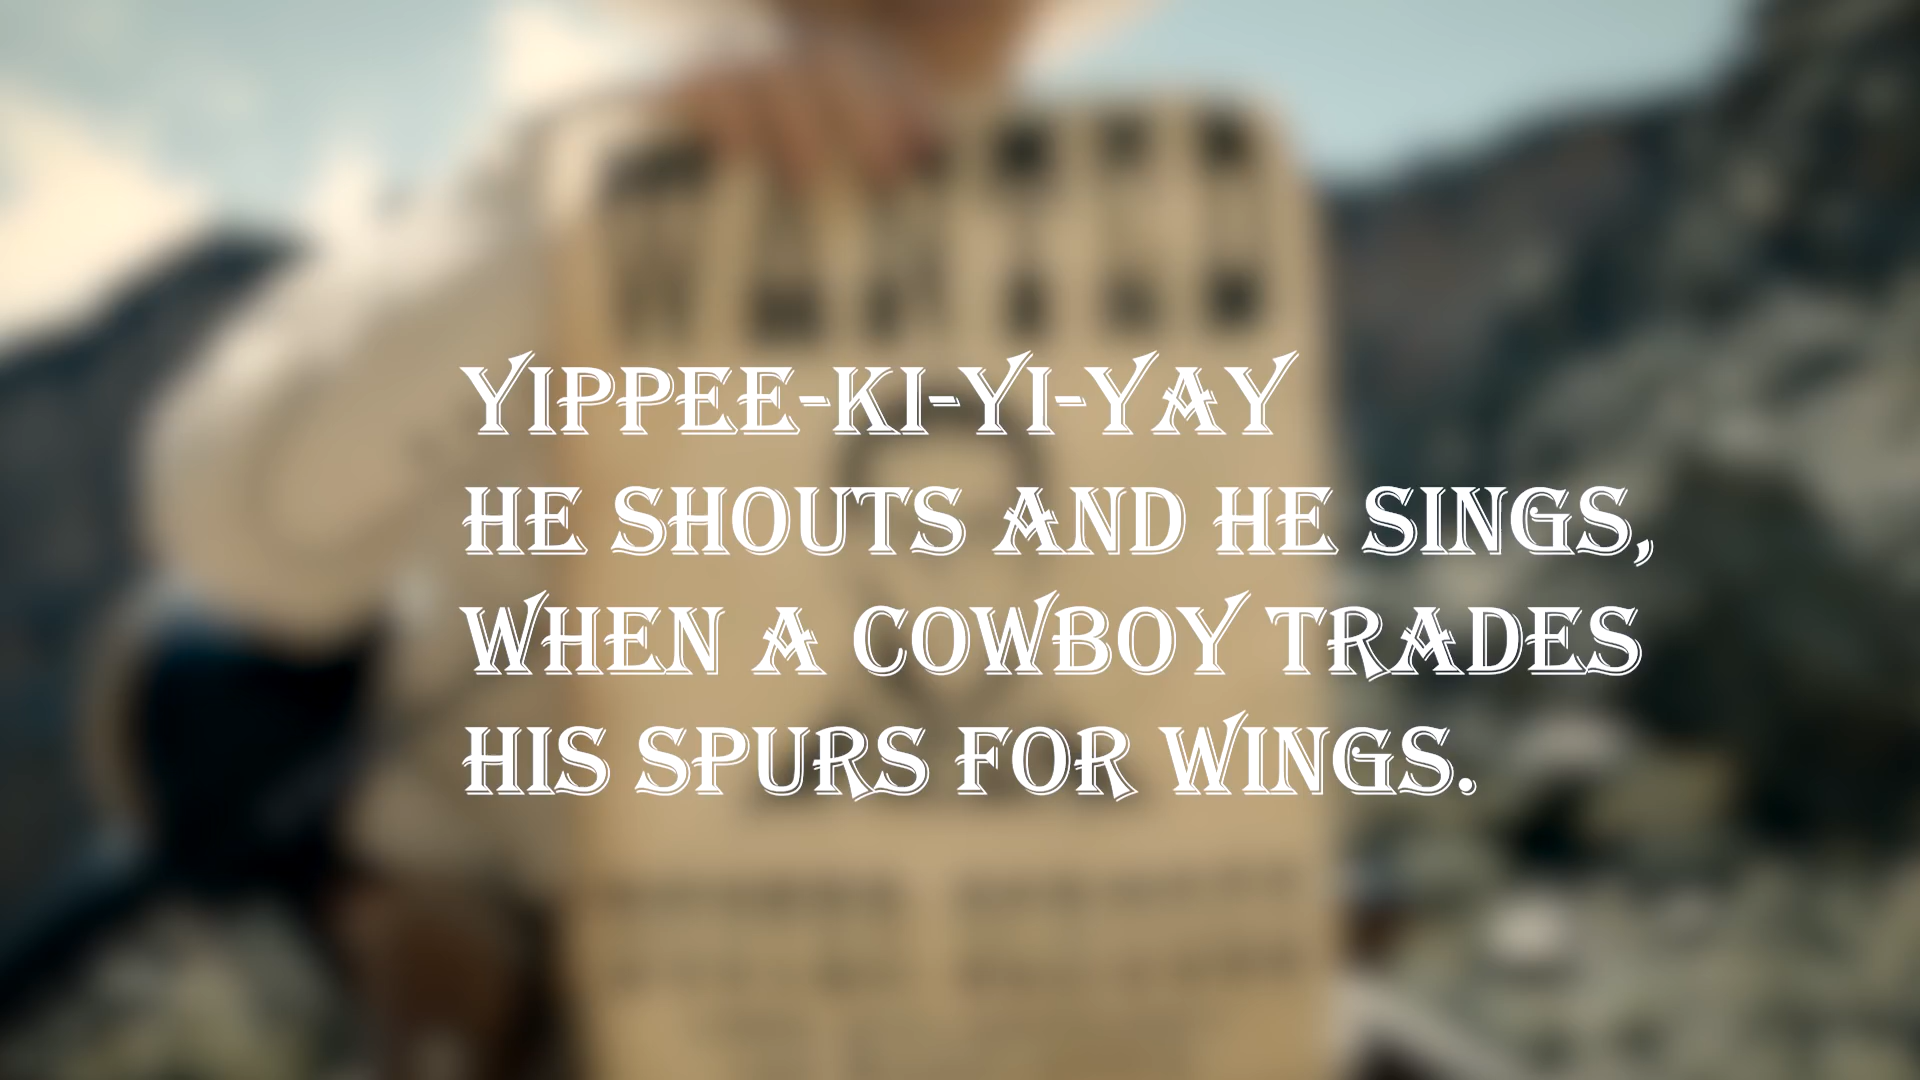 YIPPEE-KI-YI-YAY
HE SHOUTS AND HE SINGS,
WHEN A COWBOY TRADES
HIS SPURS FOR WINGS.